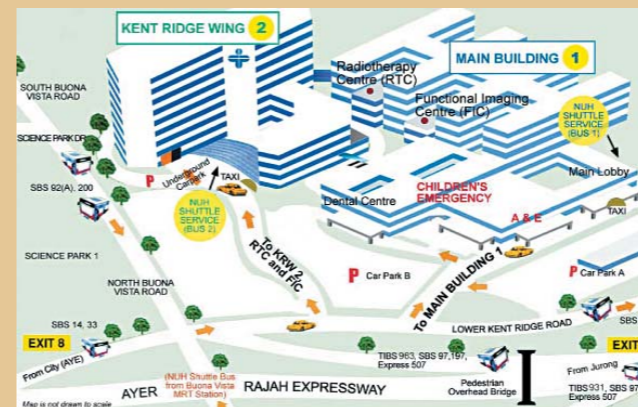 KENT RIDGE WING 2
MAIN BUILDING 1
Radiotherapy
Centre (RTC)
Functional Imaging
Centre (FIC)
NUH
SHUTTLE
SERVICE
(BUS 1)
Main Lobby
TAXI
SOUTH BUONA
VISTA ROAD
SCIENCE PARK DR
SBS 92(A), 200
P
Underground
Carpark
TAXI
NUH
SHUTTLE
SERVICE
(BUS 2)
Dental Centre
CHILDREN'S
EMERGENCY
A & E
SCIENCE PARK 1
NORTH BUONA
VISTA ROAD
To KRW 2
RTC and FIC
P Car Park B
To MAIN BUILDING 1
P Car Park A
SBS 14, 33
EXIT 8
From City (AYE)
LOWER KENT RIDGE ROAD
SBS
EXIT
TIBS 963, SBS 97,197,
Express 507
Pedestrian
Overhead Bridge
From Jurong
TIBS 931, SBS 97
Express 507
(NUH Shuttle Bus
from Buona Vista
MRT Station)
AYER RAJAH EXPRESSWAY
Map is not drawn to scale